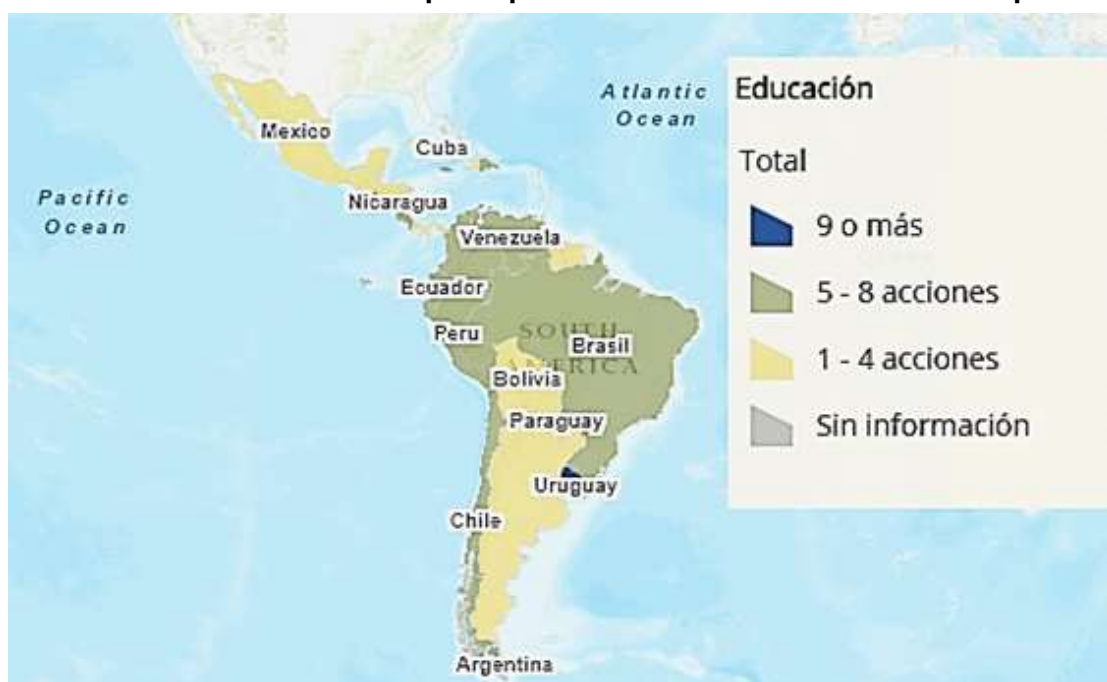 Atlantic
Ocean
Pacific
Ocean
Mexico
Cuba
Nicaragua
Venezuela
Ecuador
Peru
SOUTH
AMERICA
Brasil
Bolivia
Paraguay
Uruguay
Chile
Argentina
Educación
Total
9 o más
5 - 8 acciones
1 - 4 acciones
Sin información